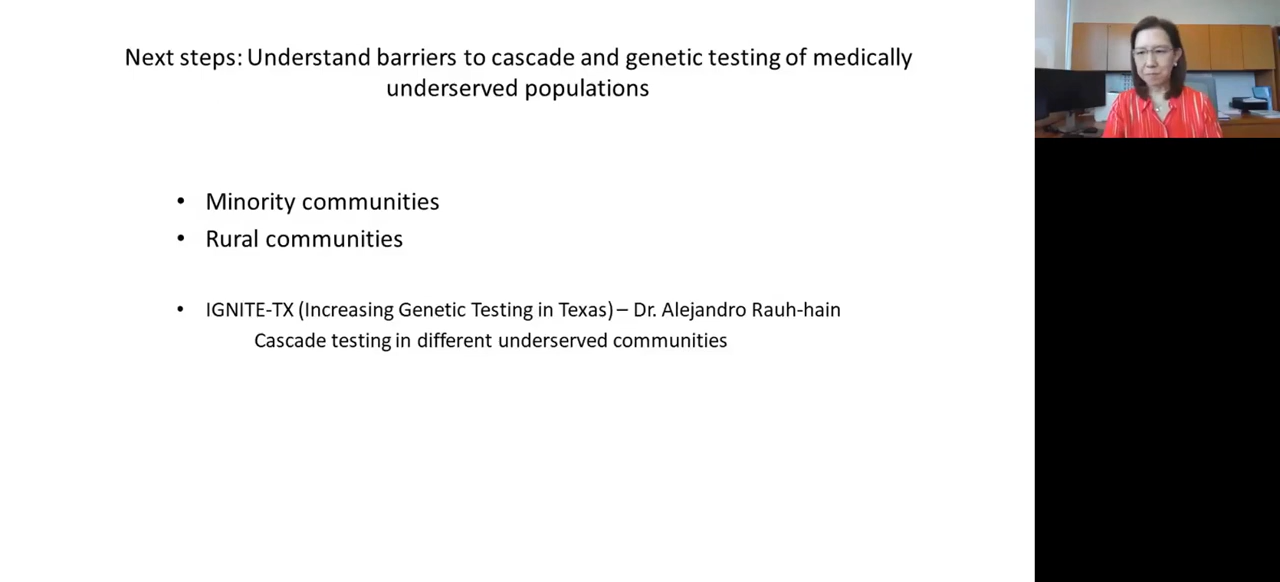 Next steps: Understand barriers to cascade and genetic testing of medically
underserved populations
• Minority communities
• Rural communities
• IGNITE-TX (Increasing Genetic Testing in Texas) – Dr. Alejandro Rauh-hain
Cascade testing in different underserved communities